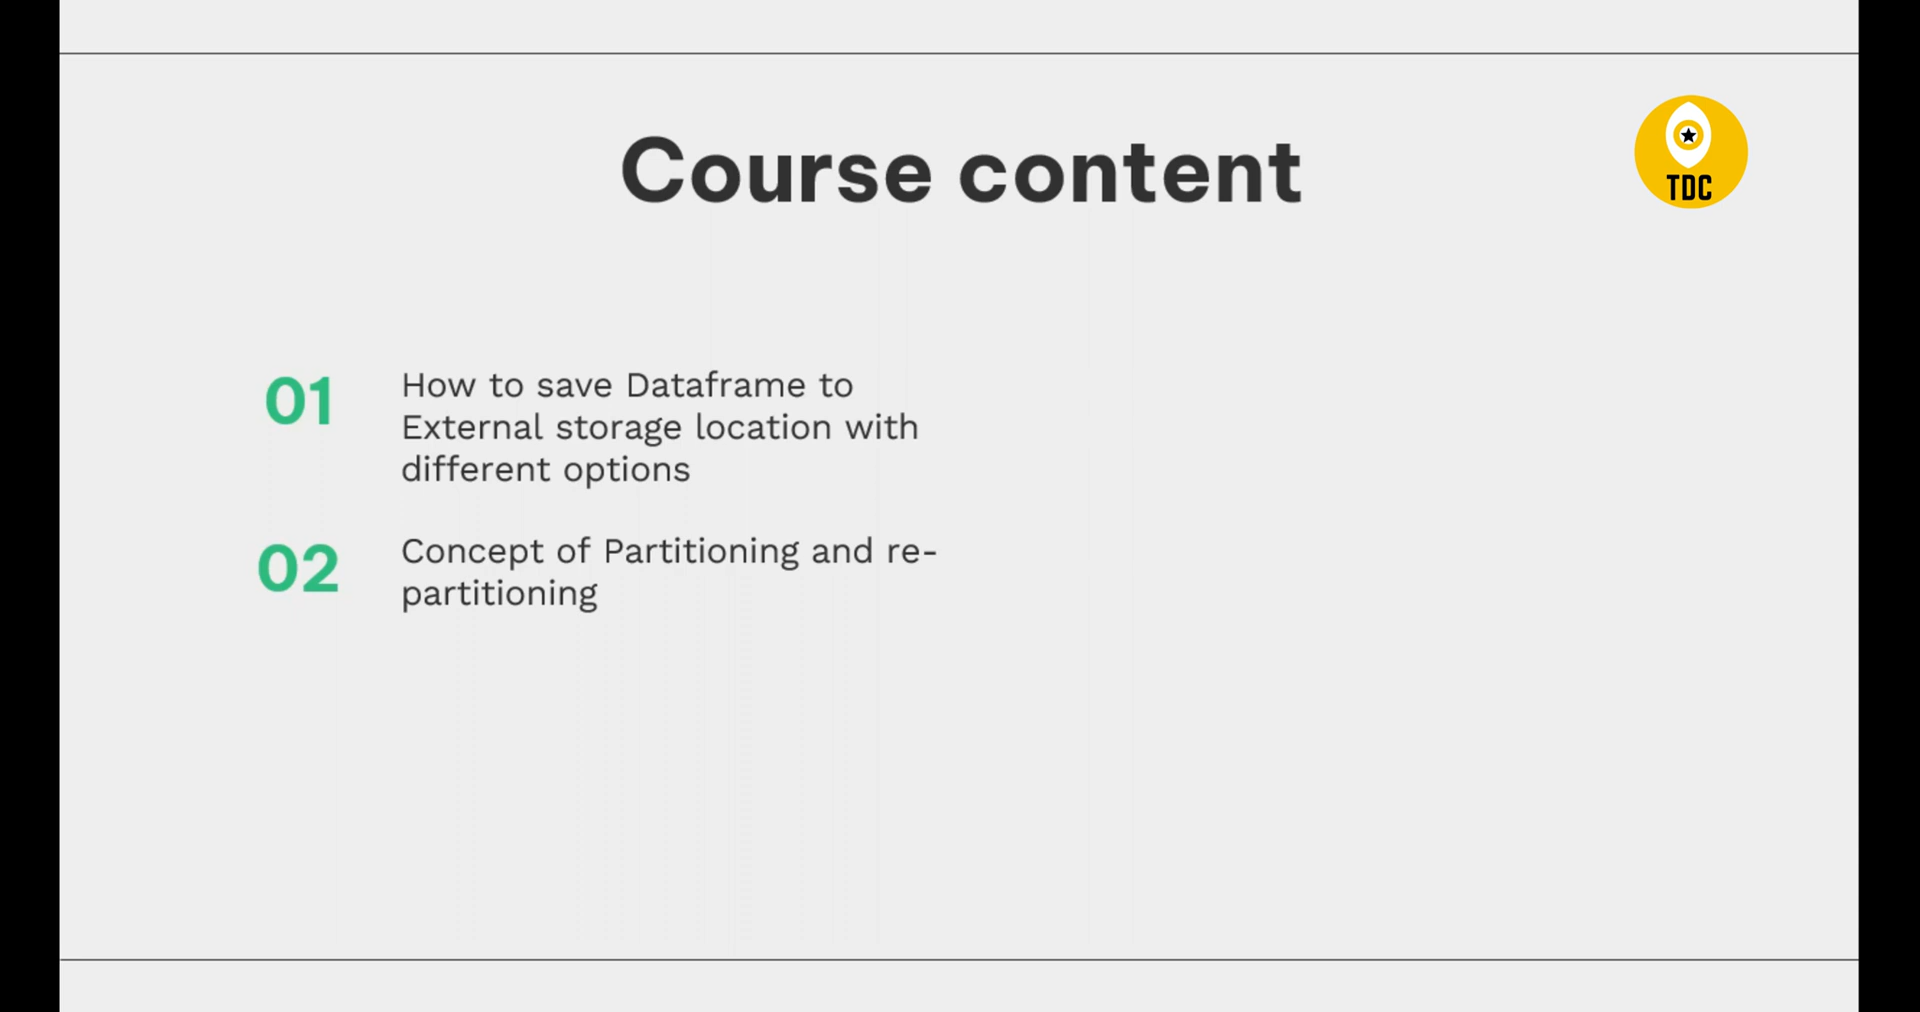 Course content
TDC
01
How to save Dataframe to
External storage location with
different options
02
Concept of Partitioning and re-
partitioning